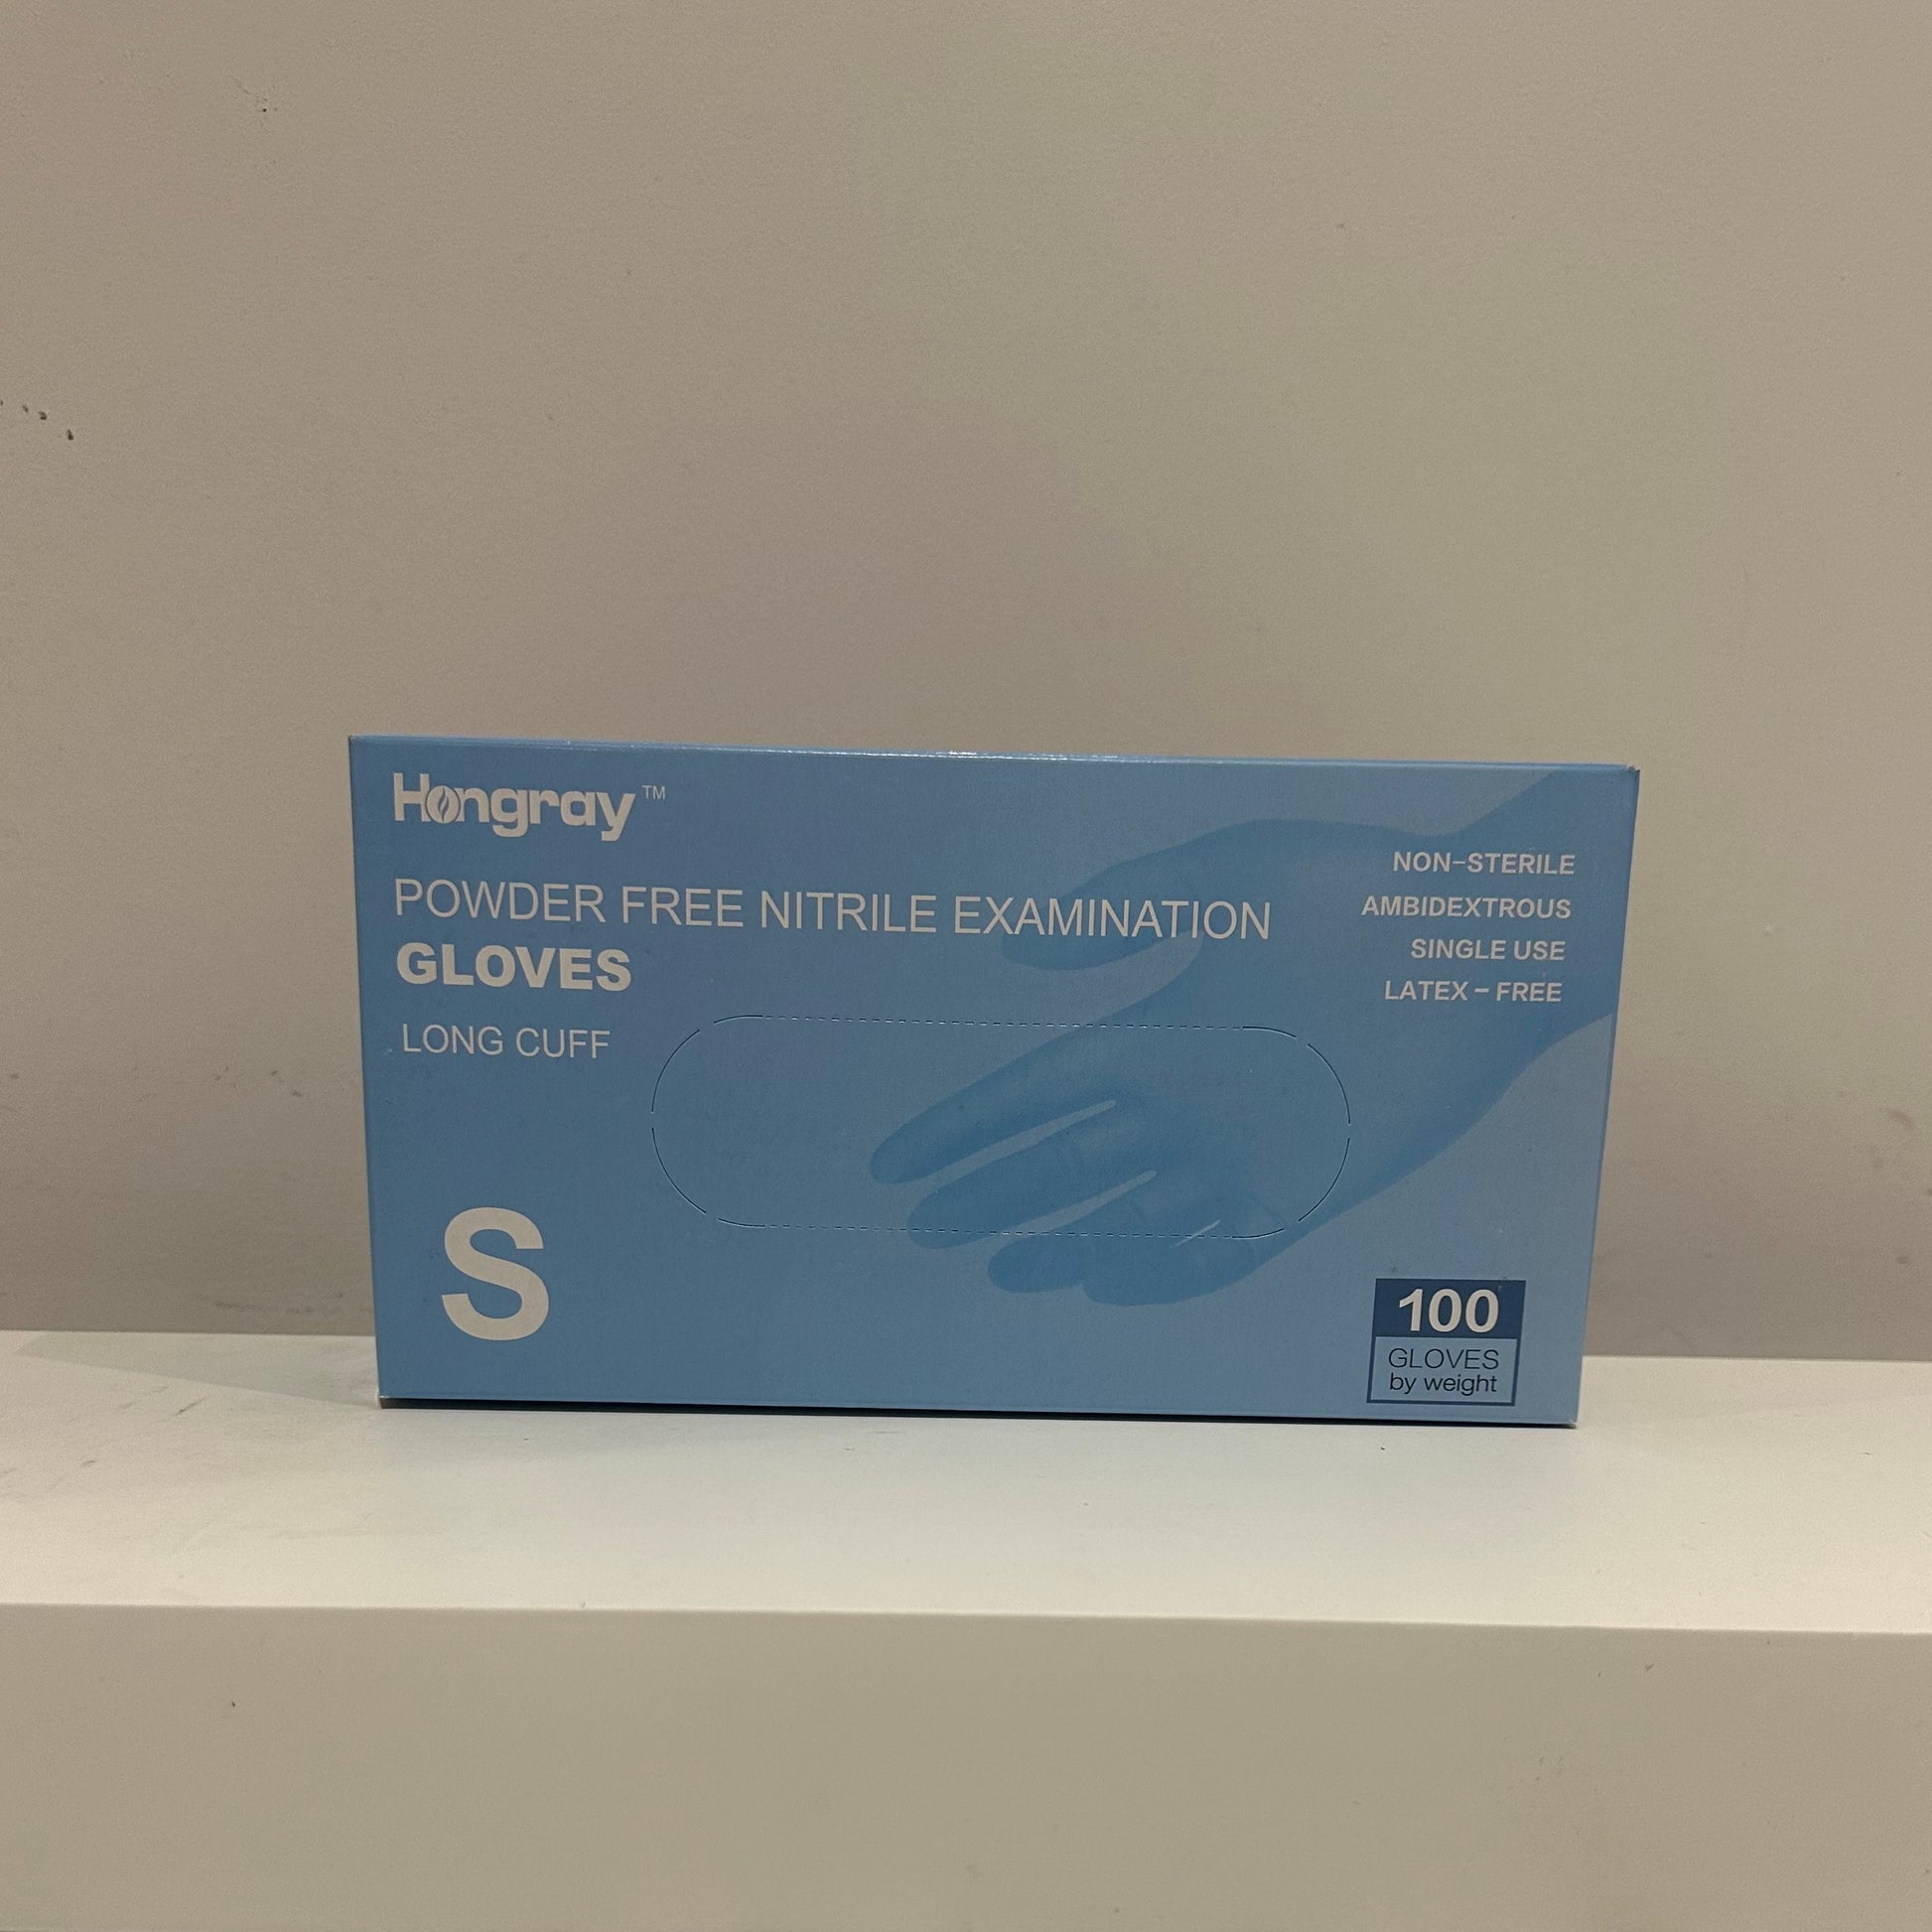 Hongray™
POWDER FREE NITRILE EXAMINATION
GLOVES
LONG CUFF
S
NON-STERILE
AMBIDEXTROUS
SINGLE USE
LATEX - FREE
100
GLOVES
by weight